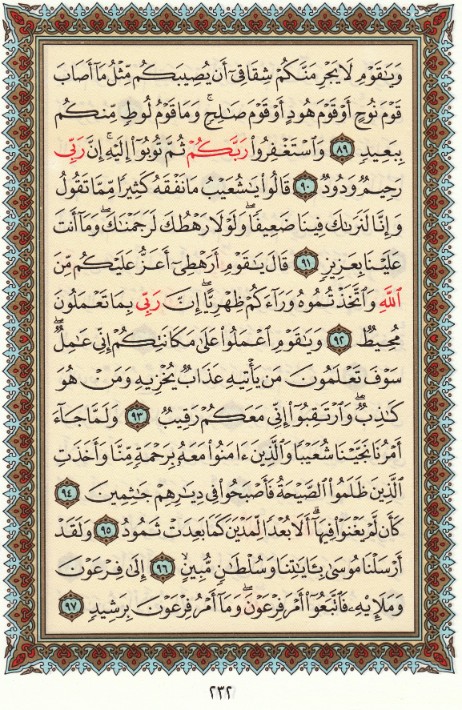 وَيَٰقَوْمِ لَا يَجْرِمَنَّكُمْ شِقَاقِىٓ أَن يُصِيبَكُم مِّثْلُ مَآ أَصَابَ
قَوْمَ نُوحٍ أَوْ قَوْمَ هُودٍ أَوْ قَوْمَ صَٰلِحٍ ۚ وَمَا قَوْمُ لُوطٍ مِّنكُم
بِبَعِيدٍ ٨٩ وَٱسْتَغْفِرُوا۟ رَبَّكُمْ ثُمَّ تُوبُوٓا۟ إِلَيْهِ ۚ إِنَّ رَبِّى
رَحِيمٌ وَدُودٌ ٩٠ قَالُوا۟ يَٰشُعَيْبُ مَا نَفْقَهُ كَثِيرًا مِّمَّا تَقُولُ
وَإِنَّا لَنَرَىٰكَ فِينَا ضَعِيفًا ۖ وَلَوْلَا رَهْطُكَ لَرَجَمْنَٰكَ ۖ وَمَآ أَنتَ
عَلَيْنَا بِعَزِيزٍ ٩١ قَالَ يَٰقَوْمِ أَرَهْطِىٓ أَعَزُّ عَلَيْكُم مِّنَ
ٱللَّهِ وَٱتَّخَذْتُمُوهُ وَرَآءَكُمْ ظِهْرِيًّا ۖ إِنَّ رَبِّى بِمَا تَعْمَلُونَ
مُحِيطٌ ٩٢ وَيَٰقَوْمِ ٱعْمَلُوا۟ عَلَىٰ مَكَانَتِكُمْ إِنِّى عَٰمِلٌ ۖ
سَوْفَ تَعْلَمُونَ مَن يَأْتِيهِ عَذَابٌ يُخْزِيهِ وَمَنْ هُوَ
كَٰذِبٌ ۖ وَٱرْتَقِبُوٓا۟ إِنِّى مَعَكُمْ رَقِيبٌ ٩٣ وَلَمَّا جَآءَ
أَمْرُنَا نَجَّيْنَا شُعَيْبًا وَٱلَّذِينَ ءَامَنُوا۟ مَعَهُۥ بِرَحْمَةٍ مِّنَّا وَأَخَذَتِ
ٱلَّذِينَ ظَلَمُوا۟ ٱلصَّيْحَةُ فَأَصْبَحُوا۟ فِى دِيَٰرِهِمْ جَٰثِمِينَ ٩٤
كَأَن لَّمْ يَغْنَوْا۟ فِيهَآ ۗ أَلَا بُعْدًا لِّمَدْيَنَ كَمَا بَعِدَتْ ثَمُودُ ٩٥ وَلَقَدْ
أَرْسَلْنَا مُوسَىٰ بِـَٔايَٰتِنَا وَسُلْطَٰنٍ مُّبِينٍ ٩٦ إِلَىٰ فِرْعَوْنَ
وَمَلَإِي۟هِۦ فَٱتَّبَعُوٓا۟ أَمْرَ فِرْعَوْنَ ۖ وَمَآ أَمْرُ فِرْعَوْنَ بِرَشِيدٍ ٩٧
٢٣٢